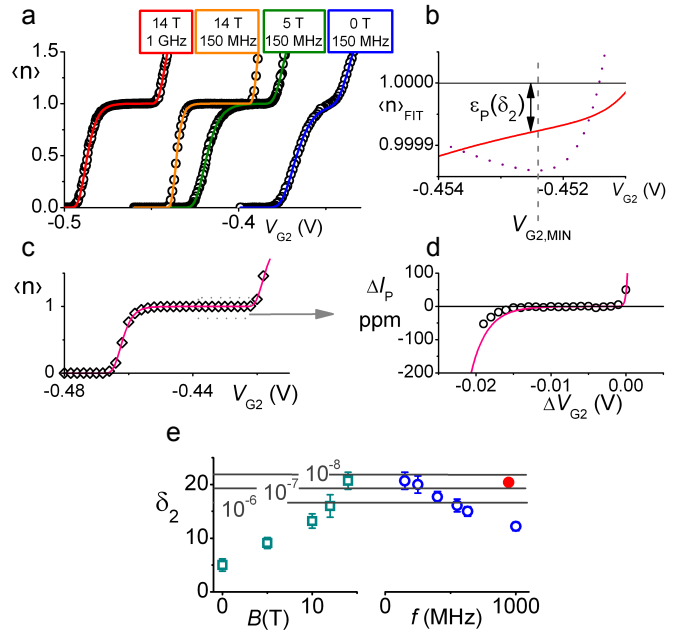 a
14 T
1 GHz
14 T
150 MHz
5 T
150 MHz
0 T
150 MHz
⟨n⟩
1.5
1.0
0.5
0.0
-0.5
-0.4
V_G2 (V)
b
1.0000
⟨n⟩_FIT
ε_P(δ_2)
0.9999
-0.454
-0.452
V_G2 (V)
V_G2,MIN
c
⟨n⟩
1
0
-0.48
-0.44
V_G2 (V)
d
ΔI_P
ppm
100
0
-100
-200
-0.02
-0.01
0.00
ΔV_G2 (V)
e
δ_2
20
10
0
10^-8
10^-7
10^-6
0
10
B(T)
0
1000
f (MHz)